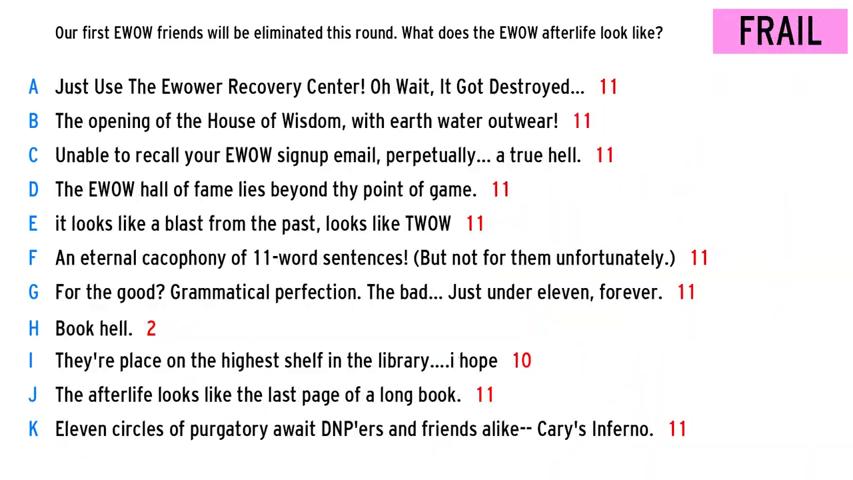 Our first EWOW friends will be eliminated this round. What does the EWOW afterlife look like?
FRAIL
A Just Use The Ewower Recovery Center! Oh Wait, It Got Destroyed... 11
B The opening of the House of Wisdom, with earth water outwear! 11
C Unable to recall your EWOW signup email, perpetually... a true hell. 11
D The EWOW hall of fame lies beyond thy point of game. 11
E it looks like a blast from the past, looks like TWOW 11
F An eternal cacophony of 11-word sentences! (But not for them unfortunately.) 11
G For the good? Grammatical perfection. The bad... Just under eleven, forever. 11
H Book hell. 2
I They're place on the highest shelf in the library....i hope 10
J The afterlife looks like the last page of a long book. 11
K Eleven circles of purgatory await DNP'ers and friends alike-- Cary's Inferno. 11